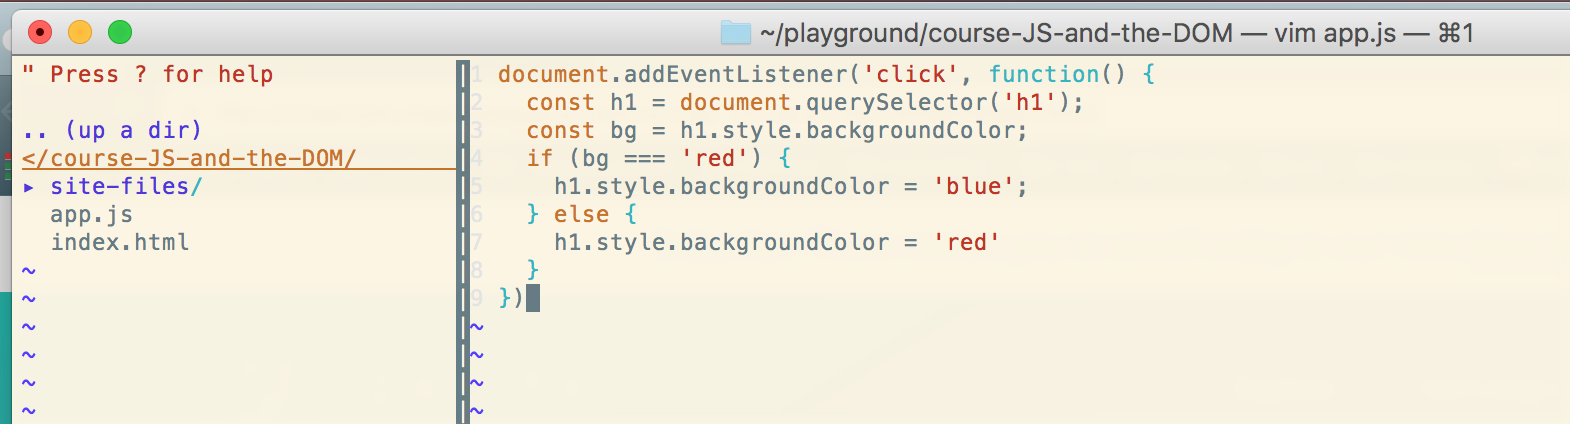 ~/playground/course-JS-and-the-DOM — vim app.js — ⌘1
" Press ? for help
.. (up a dir)
</course-JS-and-the-DOM/
▸ site-files/
  app.js
  index.html
~
~
~
~
~
~
1 document.addEventListener('click', function() {
2   const h1 = document.querySelector('h1');
3   const bg = h1.style.backgroundColor;
4   if (bg === 'red') {
5     h1.style.backgroundColor = 'blue';
6   } else {
7     h1.style.backgroundColor = 'red'
8   }
9 })
~
~
~
~